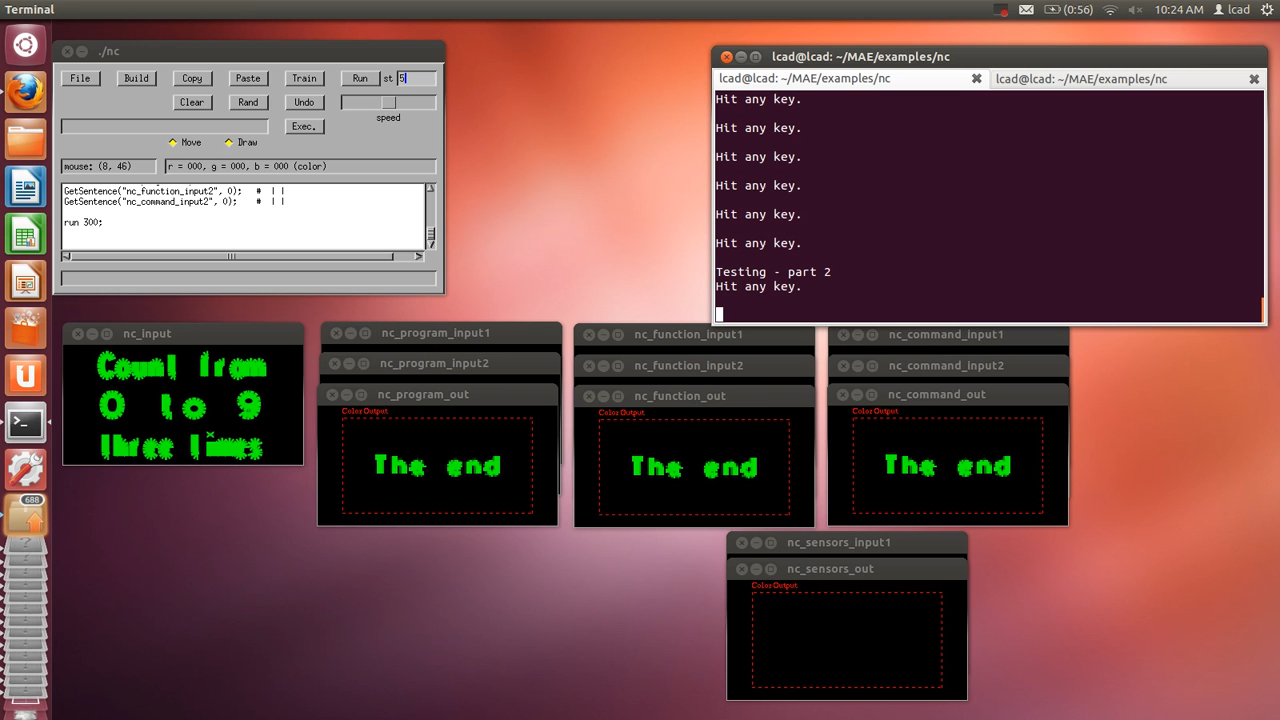 Terminal
(0:56)
10:24 AM
lcad
./nc
File
Build
Copy
Paste
Train
Run
st
5
Clear
Rand
Undo
speed
Exec.
Move
Draw
mouse: (8, 46)
r = 000, g = 000, b = 000 (color)
GetSentence("nc_function_input2", 0); # | |
GetSentence("nc_command_input2", 0); # | |
run 300;
lcad@lcad: ~/MAE/examples/nc
lcad@lcad: ~/MAE/examples/nc
lcad@lcad: ~/MAE/examples/nc
Hit any key.
Hit any key.
Hit any key.
Hit any key.
Hit any key.
Hit any key.
Testing - part 2
Hit any key.
nc_input
Count from
0 to 9
three times
nc_program_input1
nc_program_input2
nc_program_out
Color Output
The end
nc_function_input1
nc_function_input2
nc_function_out
Color Output
The end
nc_command_input1
nc_command_input2
nc_command_out
Color Output
The end
nc_sensors_input1
nc_sensors_out
Color Output
688